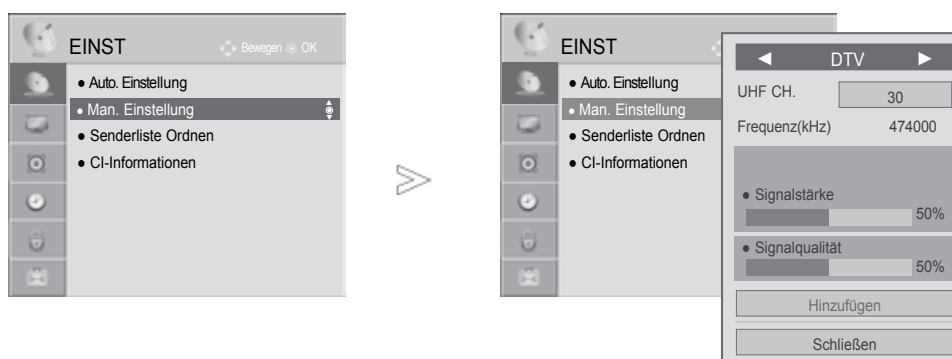 EINST
Bewegen OK
● Auto. Einstellung
● Man. Einstellung
● Senderliste Ordnen
● CI-Informationen
EINST
● Auto. Einstellung
● Man. Einstellung
● Senderliste Ordnen
● CI-Informationen
◄ DTV ►
UHF CH. 30
Frequenz(kHz) 474000
● Signalstärke
50%
● Signalqualität
50%
Hinzufügen
Schließen